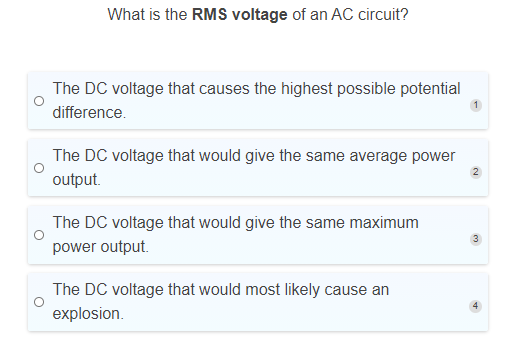 What is the RMS voltage of an AC circuit?
The DC voltage that causes the highest possible potential
difference.
1
The DC voltage that would give the same average power
output.
2
The DC voltage that would give the same maximum
power output.
3
The DC voltage that would most likely cause an
explosion.
4